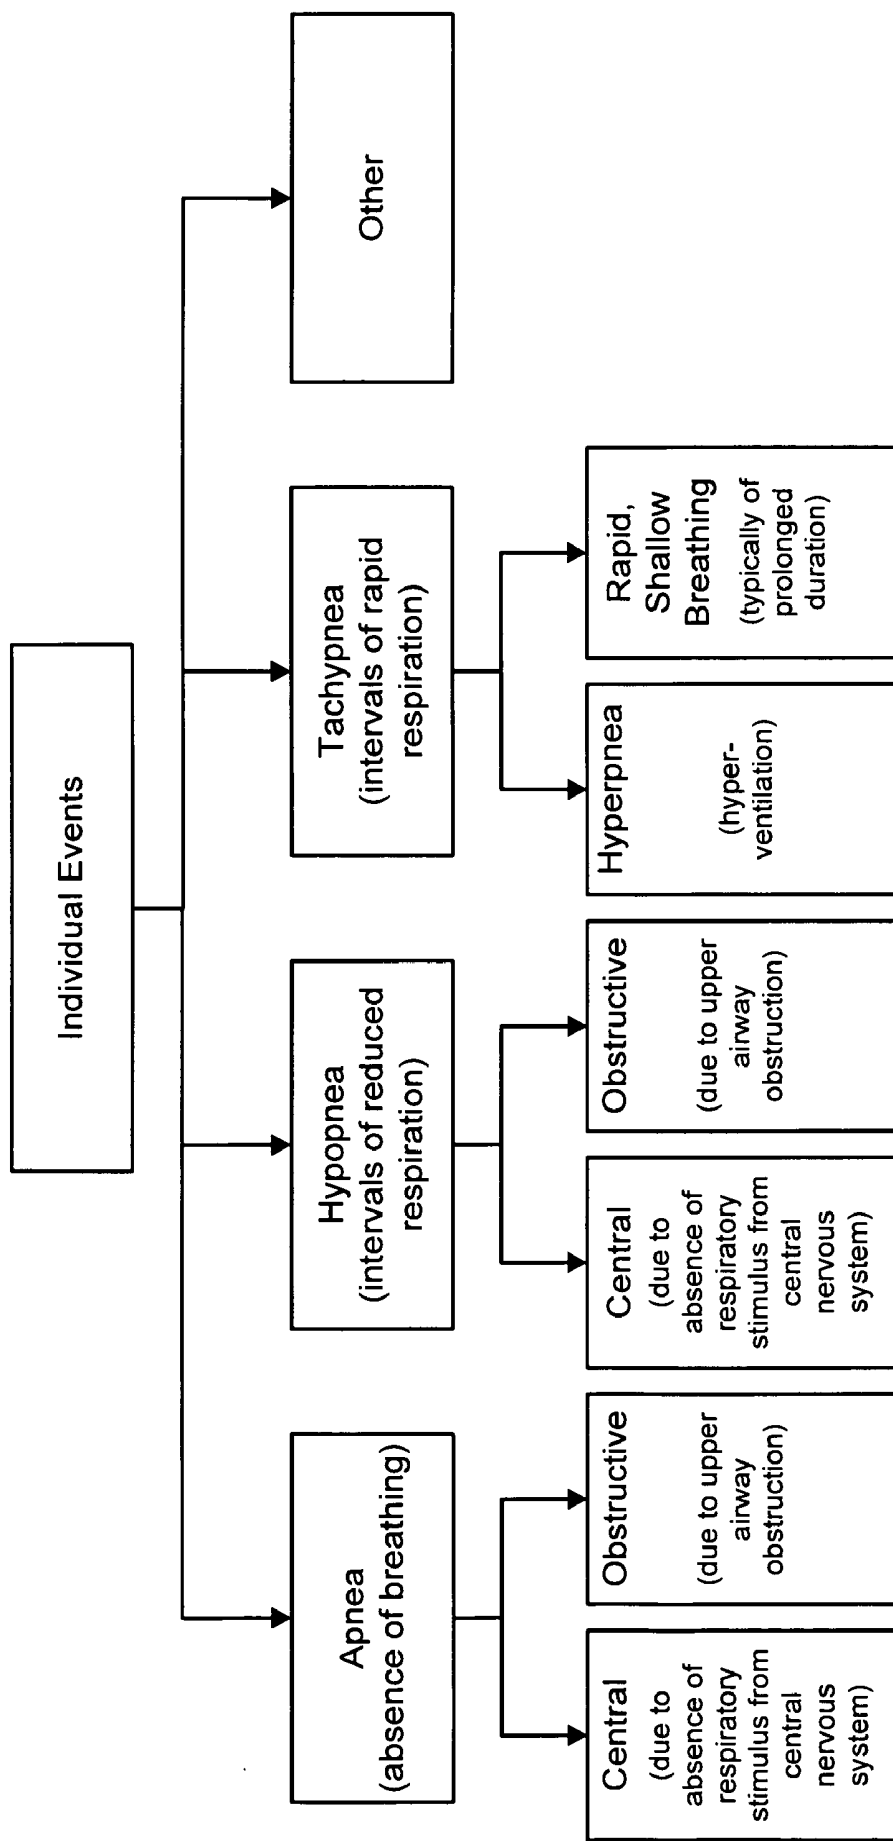 Individual Events
Apnea
(absence of breathing)
Hypopnea
(intervals of reduced
respiration)
Tachypnea
(intervals of rapid
respiration)
Other
Central
(due to
absence of
respiratory
stimulus from
central
nervous
system)
Obstructive
(due to upper
airway
obstruction)
Central
(due to
absence of
respiratory
stimulus from
central
nervous
system)
Obstructive
(due to upper
airway
obstruction)
Hyperpnea
(hyper-
ventilation)
Rapid,
Shallow
Breathing
(typically of
prolonged
duration)